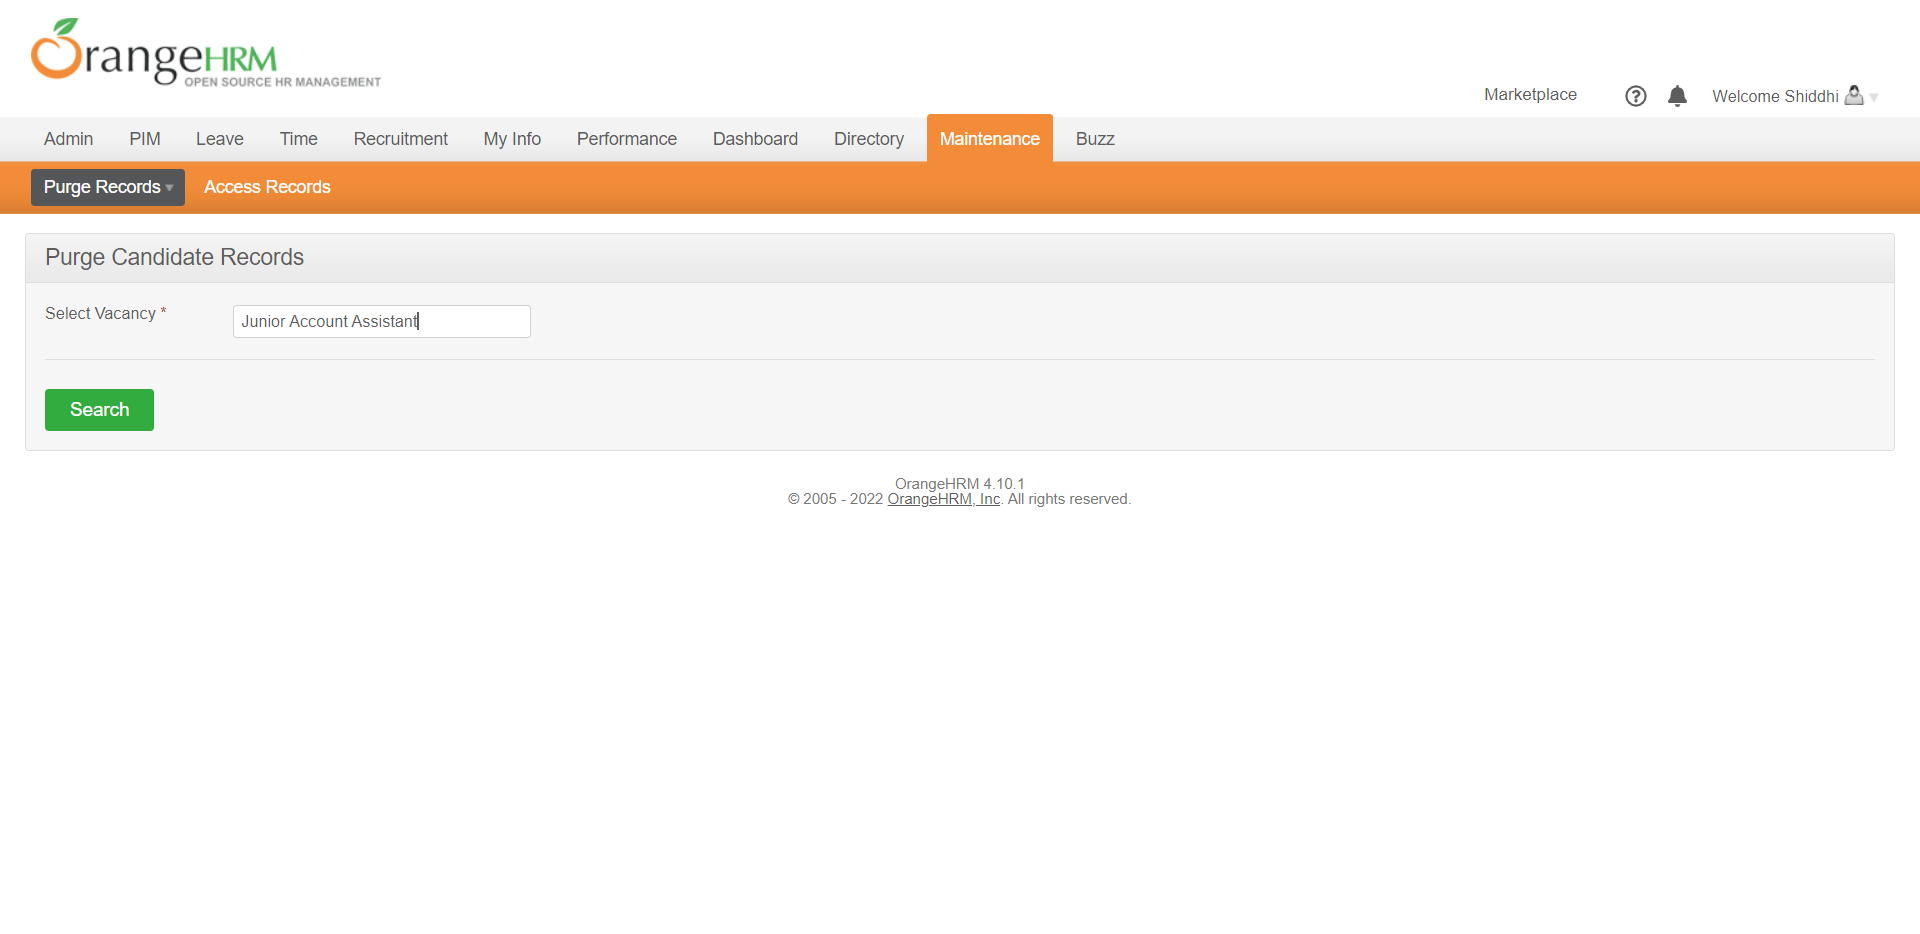 OrangeHRM
OPEN SOURCE HR MANAGEMENT
Marketplace
Welcome Shiddhi
Admin PIM Leave Time Recruitment My Info Performance Dashboard Directory Maintenance Buzz
Purge Records Access Records
Purge Candidate Records
Select Vacancy * Junior Account Assistant
Search
OrangeHRM 4.10.1
© 2005 - 2022 OrangeHRM, Inc. All rights reserved.